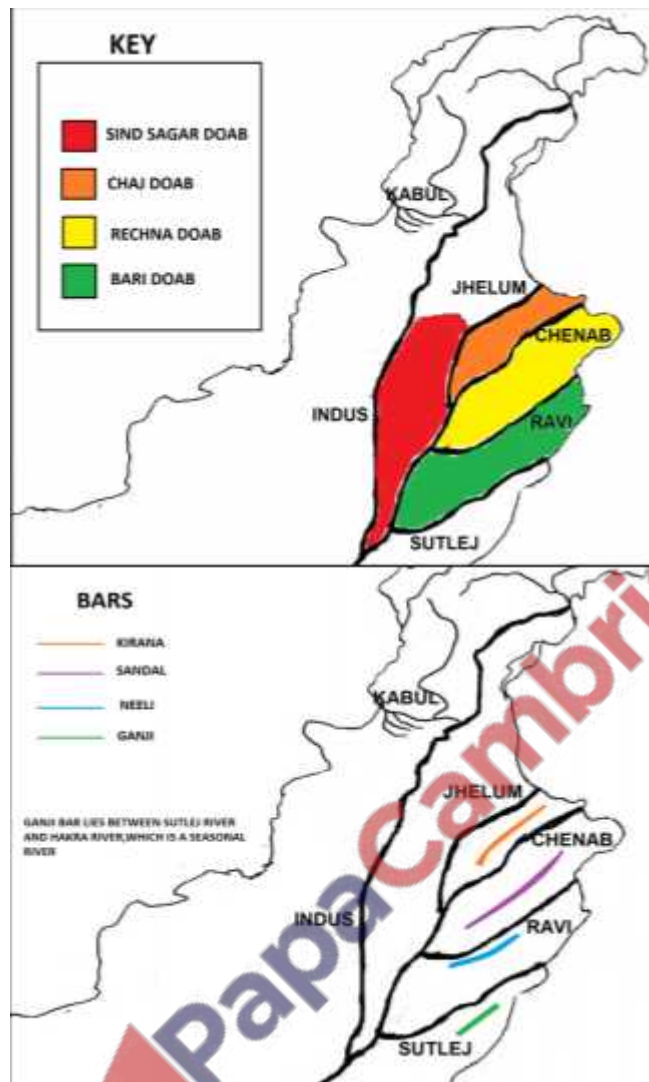 KEY
SIND SAGAR DOAB
CHAJ DOAB
RECHNA DOAB
BARI DOAB
KABUL
JHELUM
CHENAB
INDUS
RAVI
SUTLEJ
BARS
KIRANA
SANDAL
NEELI
GANJI
KABUL
GANJI BAR LIES BETWEEN SUTLEJ RIVER
AND HAKRA RIVER,WHICH IS A SEASORIAL
RIVER
JHELUM
CHENAB
INDUS
RAVI
SUTLEJ
PapaCambri